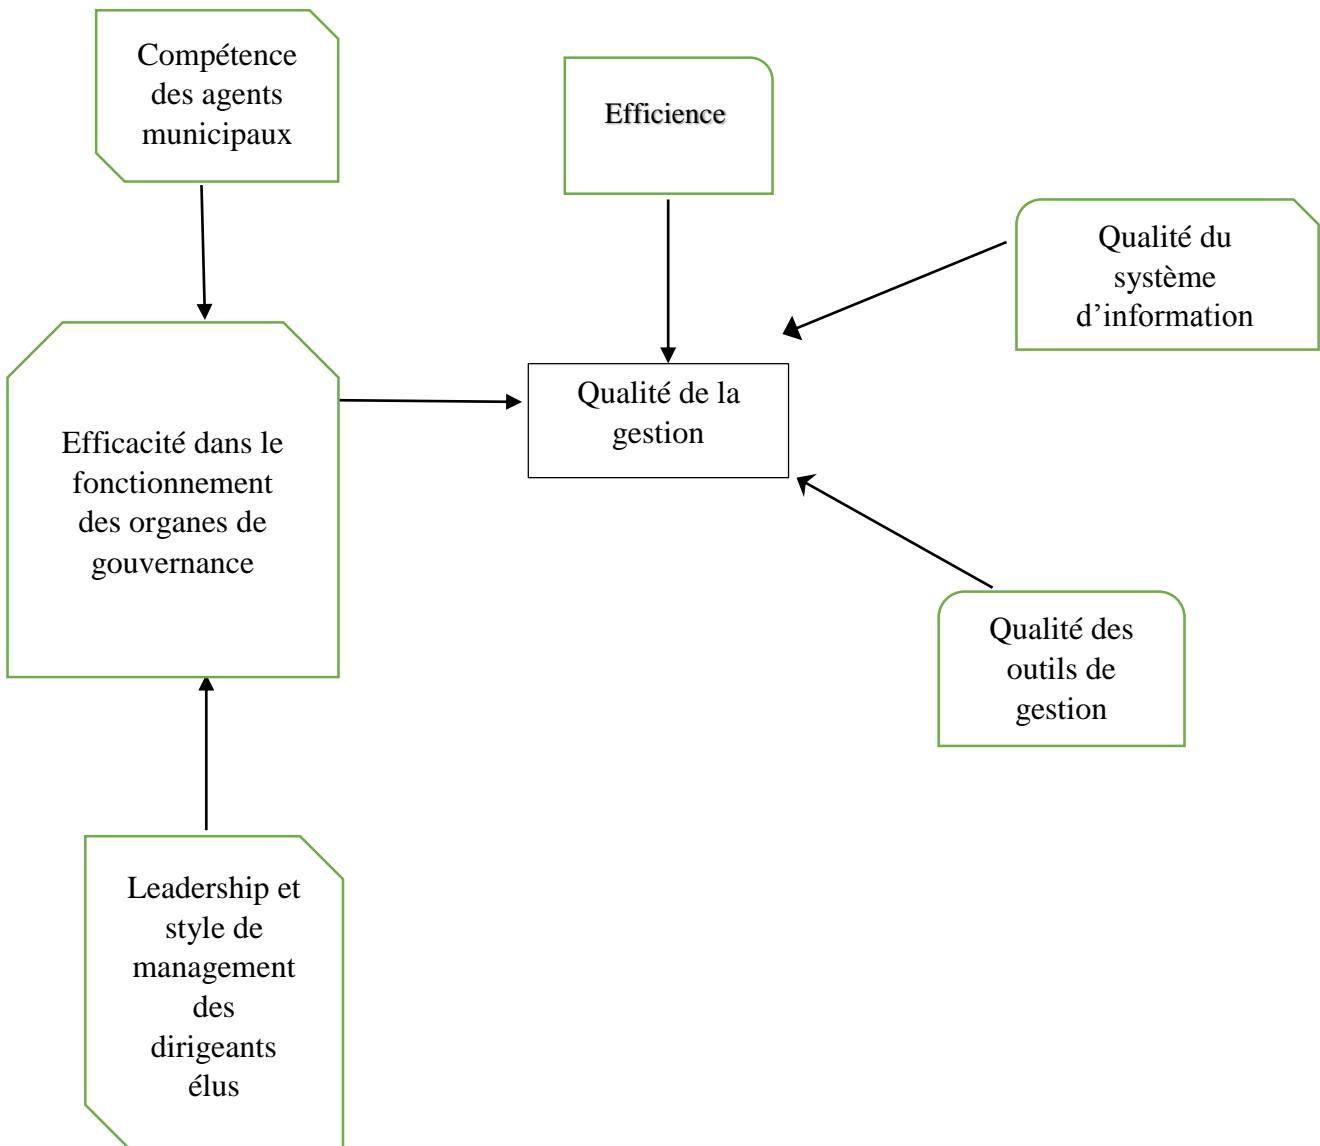 Compétence
des agents
municipaux
Efficience
Qualité du
système
d’information
Qualité de la
gestion
Efficacité dans le
fonctionnement
des organes de
gouvernance
Qualité des
outils de
gestion
Leadership et
style de
management
des
dirigeants
élus